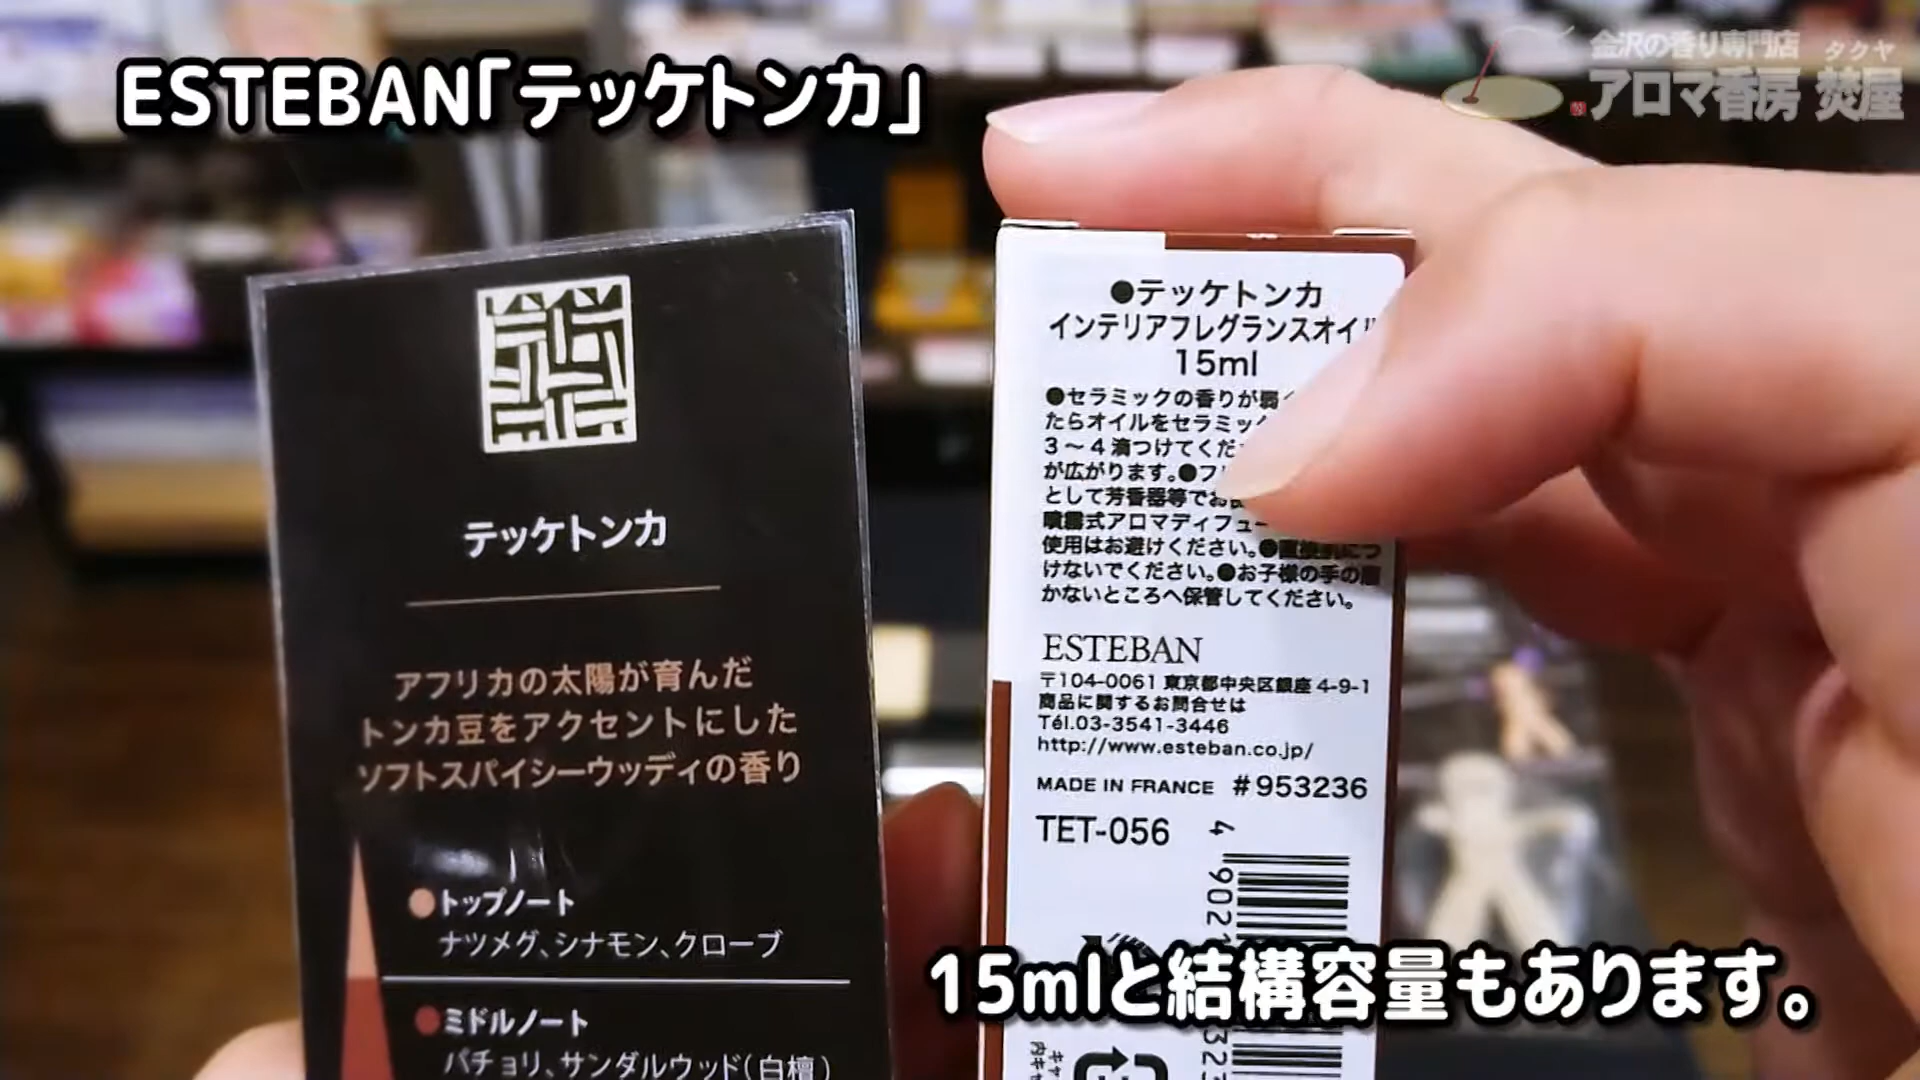 ESTEBAN「テッケトンカ」
金沢の香り専門店
タクヤ
アロマ香房 焚屋
テッケトンカ
アフリカの太陽が育んだ
トンカ豆をアクセントにした
ソフトスパイシーウッディの香り
●トップノート
ナツメグ、シナモン、クローブ
●ミドルノート
パチョリ、サンダルウッド(白檀)
●テッケトンカ
インテリアフレグランスオイル
15ml
●セラミックの香りが弱く
たらオイルをセラミック
3〜4滴つけてくだ
が広がります。●フ
として芳香器等でお
噴霧式アロマディフュー
使用はお避けください。●直接肌につ
けないでください。●お子様の手の届
かないところへ保管してください。
ESTEBAN
〒104-0061 東京都中央区銀座 4-9-1
商品に関するお問合せは
Tél.03-3541-3446
http://www.esteban.co.jp/
MADE IN FRANCE #953236
TET-056
15mlと結構容量もあります。